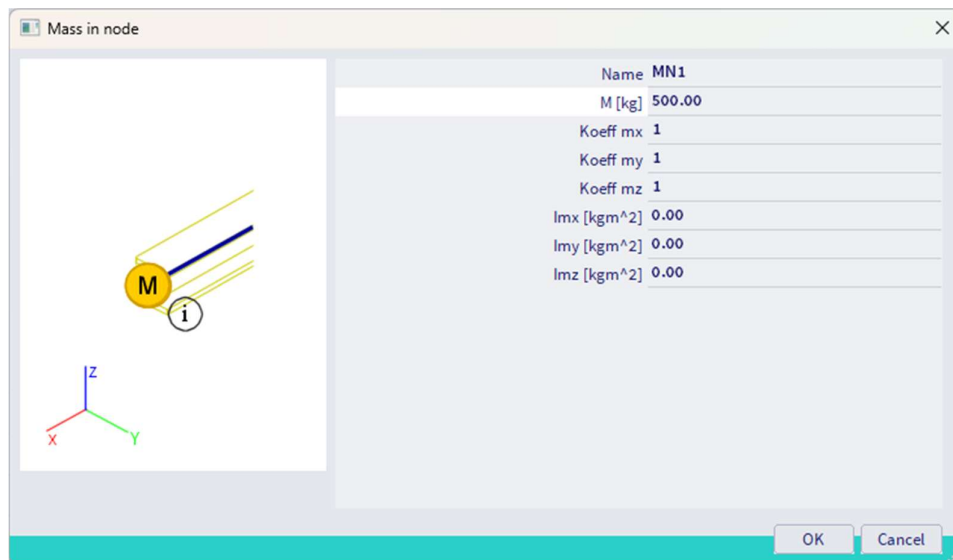 Mass in node
Name MN1
M [kg] 500.00
Koeff mx 1
Koeff my 1
Koeff mz 1
Imx [kgm^2] 0.00
Imy [kgm^2] 0.00
Imz [kgm^2] 0.00
M
i
Z
X
Y
OK Cancel